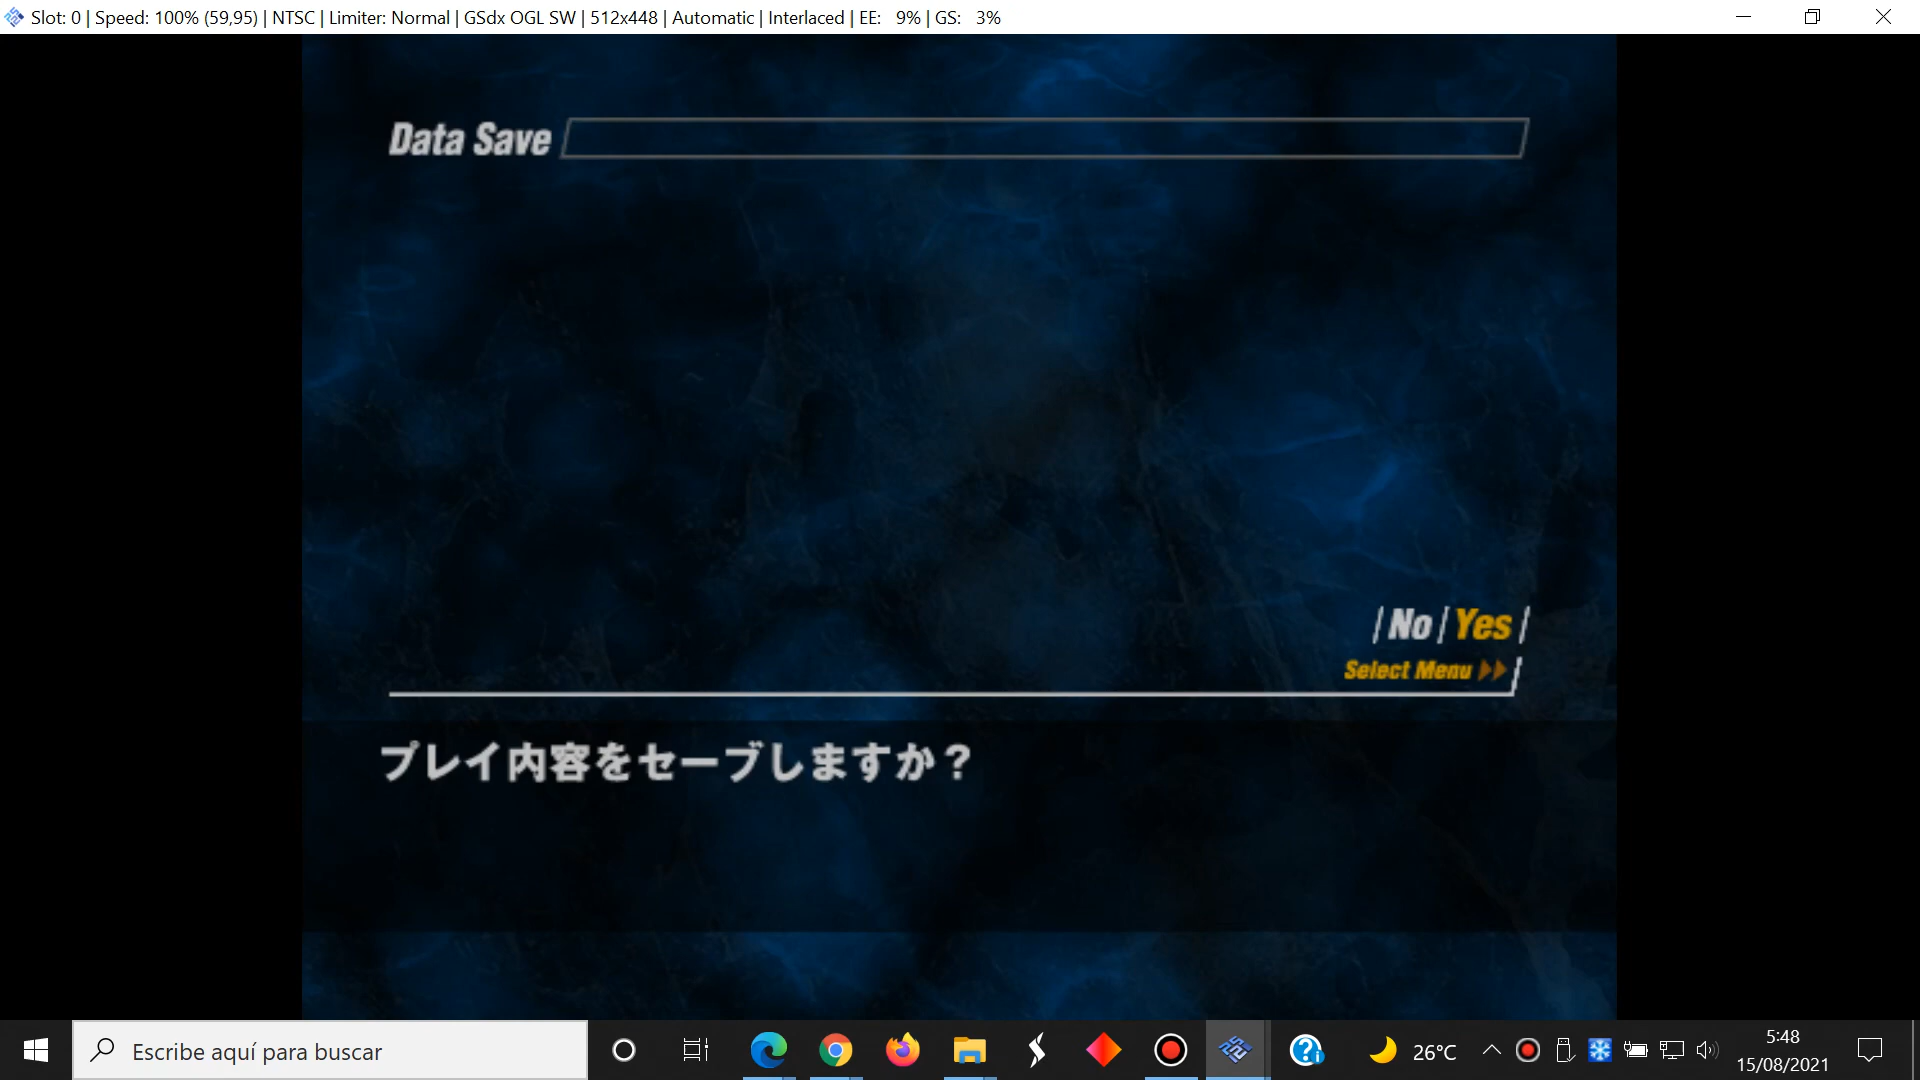 Slot: 0 | Speed: 100% (59,95) | NTSC | Limiter: Normal | GSdx OGL SW | 512x448 | Automatic | Interlaced | EE: 9% | GS: 3%
Data Save
| No | Yes |
Select Menu
プレイ内容をセーブしますか？
Escribe aquí para buscar
26°C
5:48
15/08/2021